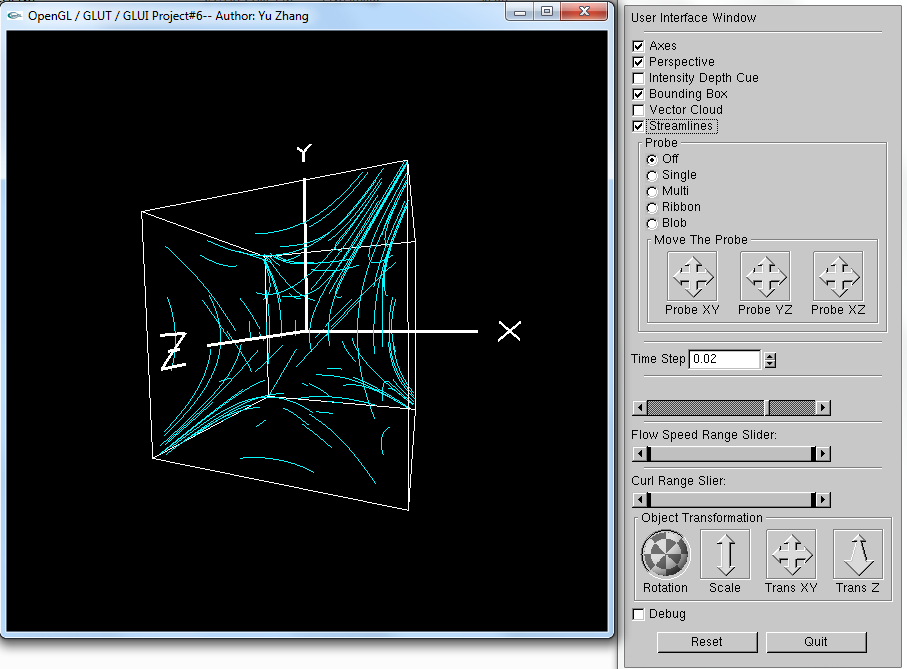 OpenGL / GLUT / GLUI Project#6-- Author: Yu Zhang
Y
X
Z
User Interface Window
Axes
Perspective
Intensity Depth Cue
Bounding Box
Vector Cloud
Streamlines
Probe
Off
Single
Multi
Ribbon
Blob
Move The Probe
Probe XY Probe YZ Probe XZ
Time Step 0.02
Flow Speed Range Slider:
Curl Range Slier:
Object Transformation
Rotation Scale Trans XY Trans Z
Debug
Reset Quit